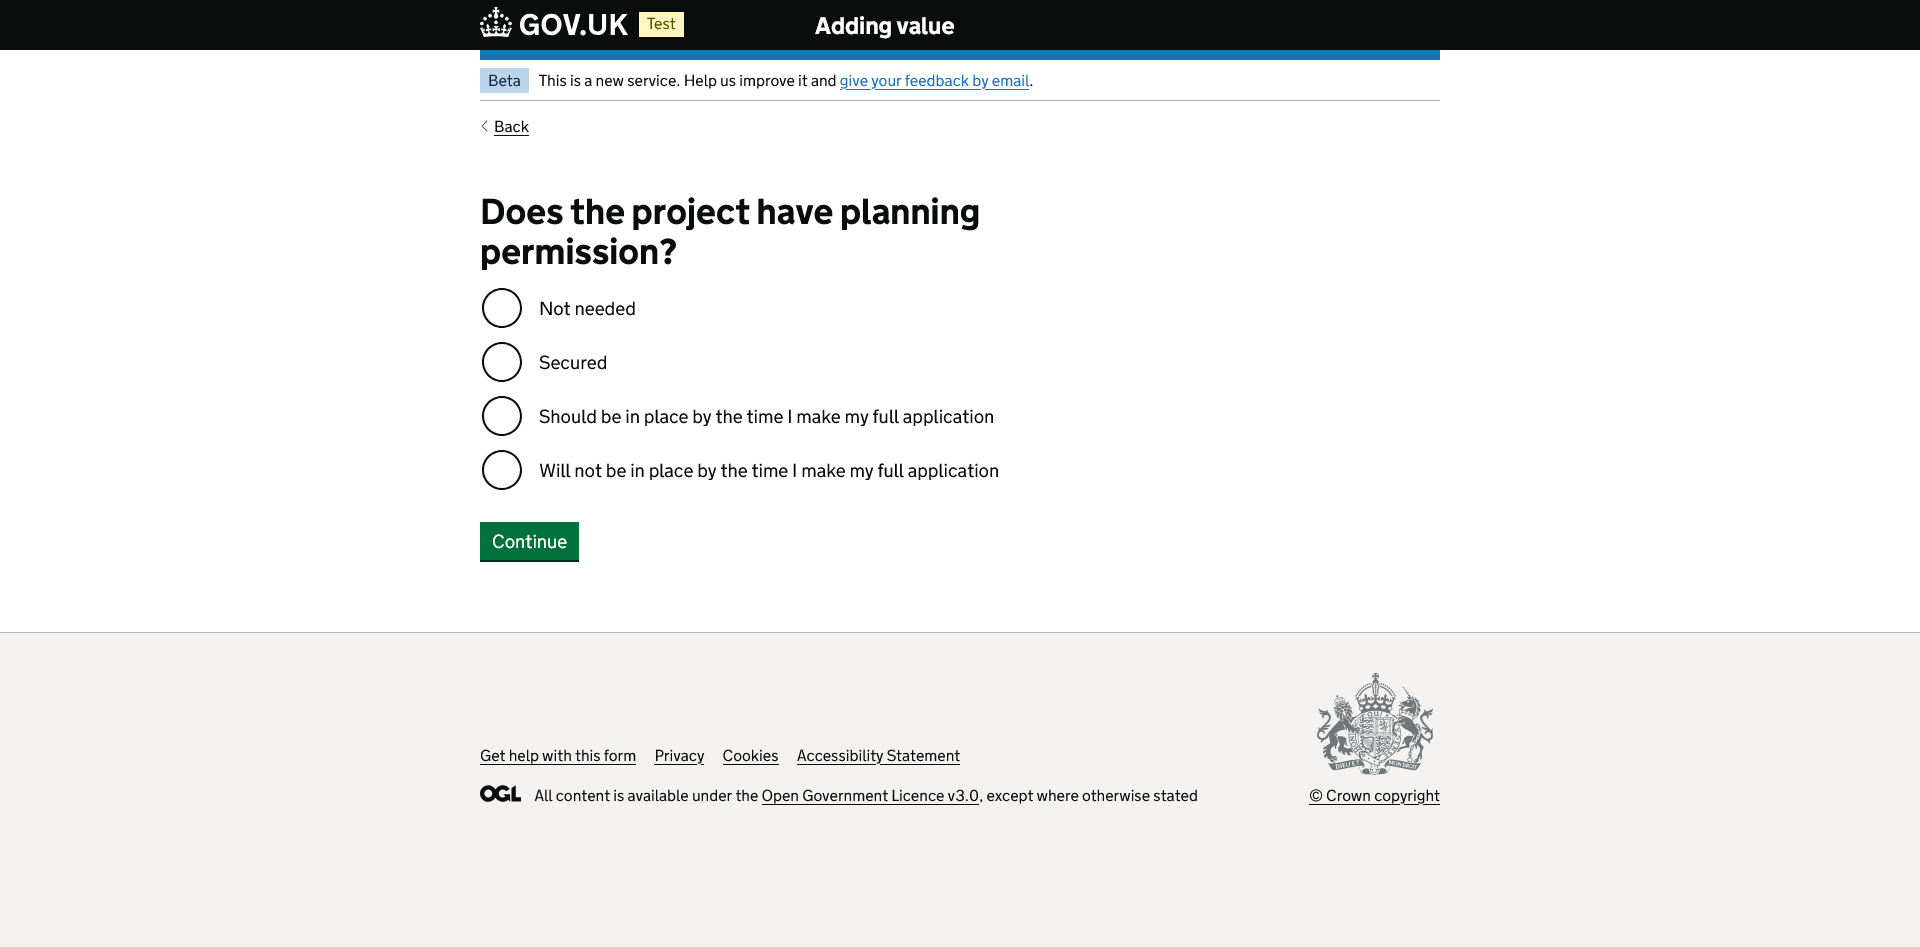 GOV.UK Test Adding value
Beta This is a new service. Help us improve it and give your feedback by email.
Back
Does the project have planning
permission?
Not needed
Secured
Should be in place by the time I make my full application
Will not be in place by the time I make my full application
Continue
Get help with this form Privacy Cookies Accessibility Statement
OGL All content is available under the Open Government Licence v3.0, except where otherwise stated
DIEU ET MON DROIT
© Crown copyright